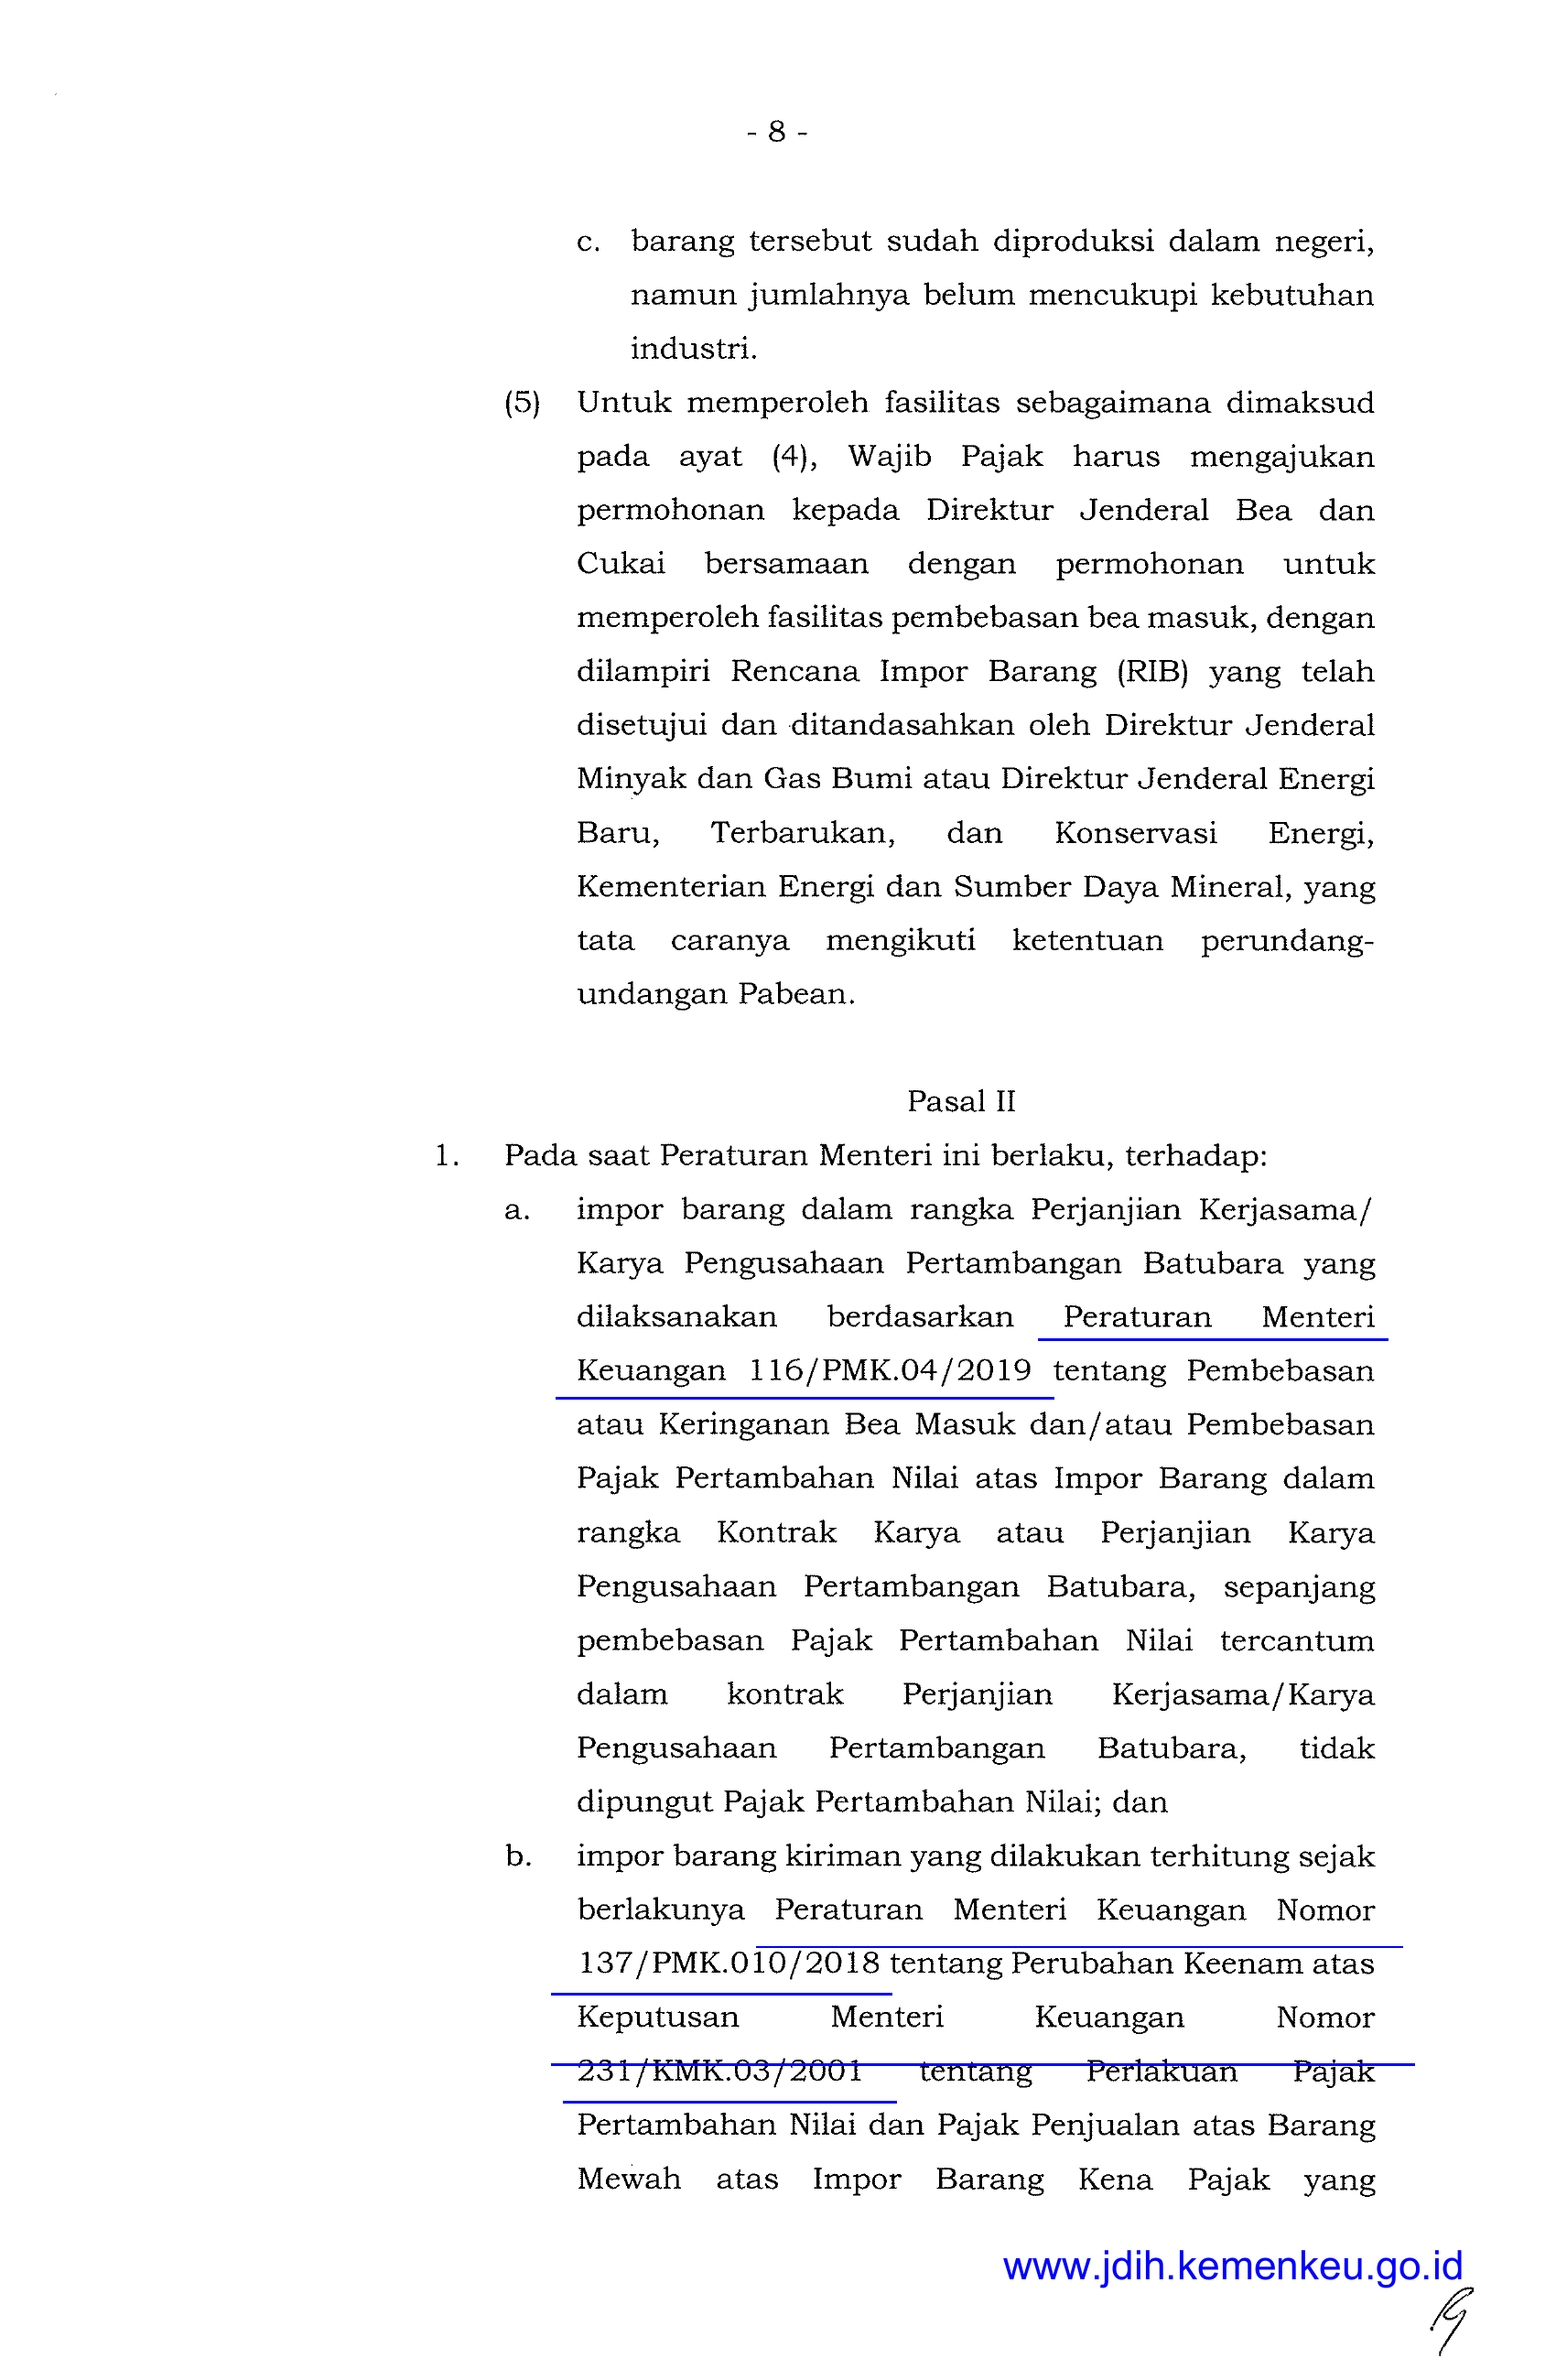 - 8 -
c. barang tersebut sudah diproduksi dalam negeri,
namun jumlahnya belum mencukupi kebutuhan
industri.
(5) Untuk memperoleh fasilitas sebagaimana dimaksud
pada ayat (4), Wajib Pajak harus mengajukan
permohonan kepada Direktur Jenderal Bea dan
Cukai bersamaan dengan permohonan untuk
memperoleh fasilitas pembebasan bea masuk, dengan
dilampiri Rencana Impor Barang (RIB) yang telah
disetujui dan ditandasahkan oleh Direktur Jenderal
Minyak dan Gas Bumi atau Direktur Jenderal Energi
Baru, Terbarukan, dan Konservasi Energi,
Kementerian Energi dan Sumber Daya Mineral, yang
tata caranya mengikuti ketentuan perundang-
undangan Pabean.
Pasal II
1. Pada saat Peraturan Menteri ini berlaku, terhadap:
a. impor barang dalam rangka Perjanjian Kerjasama/
Karya Pengusahaan Pertambangan Batubara yang
dilaksanakan berdasarkan Peraturan Menteri
Keuangan 116/PMK.04/2019 tentang Pembebasan
atau Keringanan Bea Masuk dan/atau Pembebasan
Pajak Pertambahan Nilai atas Impor Barang dalam
rangka Kontrak Karya atau Perjanjian Karya
Pengusahaan Pertambangan Batubara, sepanjang
pembebasan Pajak Pertambahan Nilai tercantum
dalam kontrak Perjanjian Kerjasama/Karya
Pengusahaan Pertambangan Batubara, tidak
dipungut Pajak Pertambahan Nilai; dan
b. impor barang kiriman yang dilakukan terhitung sejak
berlakunya Peraturan Menteri Keuangan Nomor
137/PMK.010/2018 tentang Perubahan Keenam atas
Keputusan Menteri Keuangan Nomor
231/KMK.03/2001 tentang Perlakuan Pajak
Pertambahan Nilai dan Pajak Penjualan atas Barang
Mewah atas Impor Barang Kena Pajak yang
www.jdih.kemenkeu.go.id